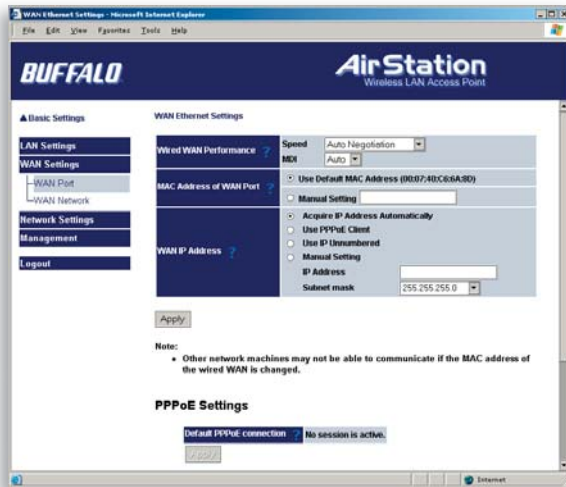 WAN Ethernet Settings - Microsoft Internet Explorer
File Edit View Favorites Tools Help
BUFFALO
AirStation
Wireless LAN Access Point
▲Basic Settings
LAN Settings
WAN Settings
WAN Port
WAN Network
Network Settings
Management
Logout
WAN Ethernet Settings
Wired WAN Performance ?
Speed Auto Negotiation
MDI Auto
MAC Address of WAN Port ?
Use Default MAC Address (00:07:40:C6:6A:8D)
Manual Setting
WAN IP Address ?
Acquire IP Address Automatically
Use PPPoE Client
Use IP Unnumbered
Manual Setting
IP Address
Subnet mask 255.255.255.0
Apply
Note:
• Other network machines may not be able to communicate if the MAC address of
the wired WAN is changed.
PPPoE Settings
Default PPPoE connection ? No session is active.
Apply
Internet